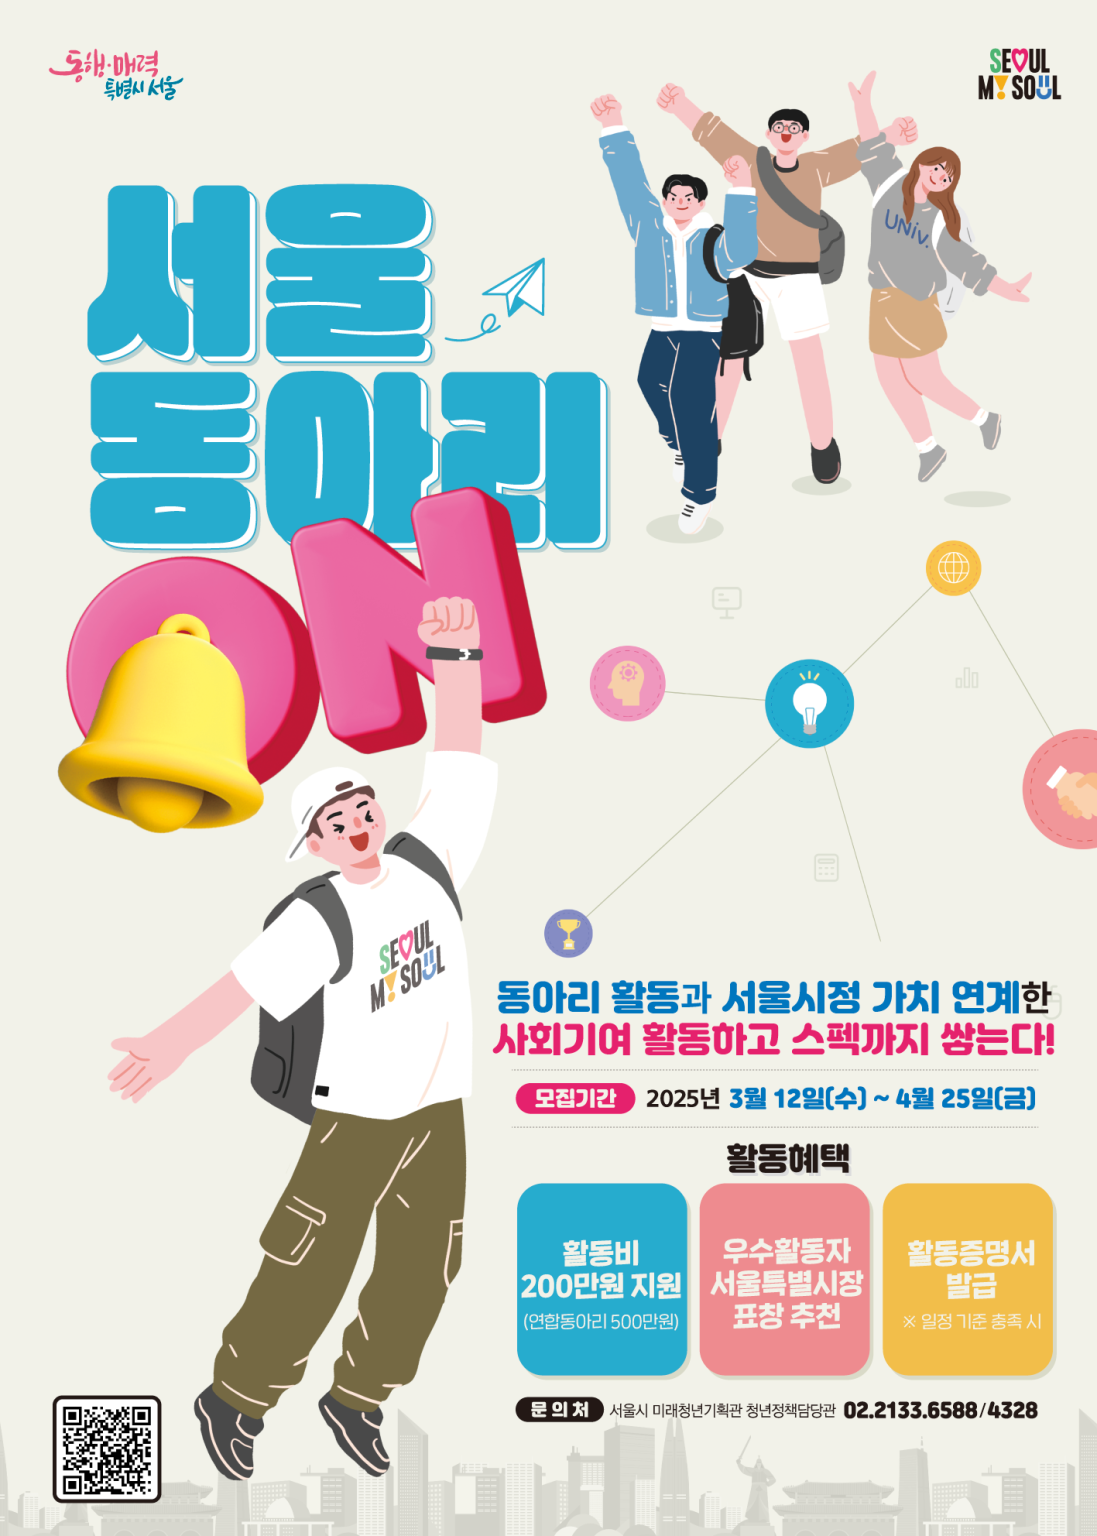 동행·매력
특별시 서울
SEOUL
MY SOUL
서울
동아리
ON
UNiv.
SEOUL
MY SOUL
동아리 활동과 서울시정 가치 연계한
사회기여 활동하고 스펙까지 쌓는다!
모집기간 2025년 3월 12일(수) ~ 4월 25일(금)
활동혜택
활동비
200만원 지원
(연합동아리 500만원)
우수활동자
서울특별시장
표창 추천
활동증명서
발급
※ 일정 기준 충족 시
문의처 서울시 미래청년기획관 청년정책담당관 02.2133.6588/4328